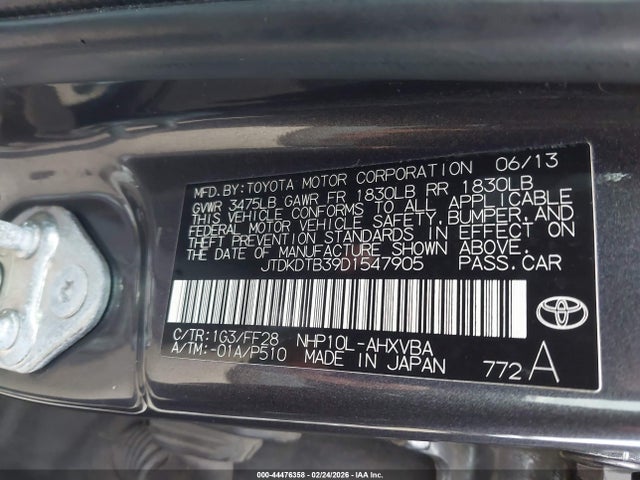 MFD. BY: TOYOTA MOTOR CORPORATION 06/13
GVWR 3475LB GAWR FR 1830LB RR 1830LB
THIS VEHICLE CONFORMS TO ALL APPLICABLE
FEDERAL MOTOR VEHICLE SAFETY, BUMPER, AND
THEFT PREVENTION STANDARDS IN EFFECT ON
THE DATE OF MANUFACTURE SHOWN ABOVE.
JTDKDTB39D1547905 PASS. CAR
C/TR: 1G3/FF28 NHP10L-AHXVBA
A/TM: -01A/P510 MADE IN JAPAN 772 A
000-44476358 - 02/24/2026 - IAA Inc.